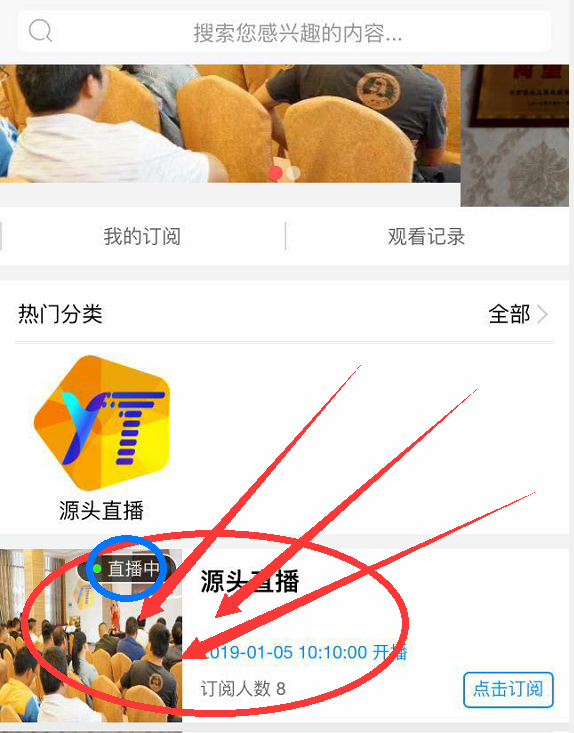 搜索您感兴趣的内容...
我的订阅
观看记录
热门分类
全部
YT
源头直播
直播中
源头直播
2019-01-05 10:10:00 开播
订阅人数 8
点击订阅